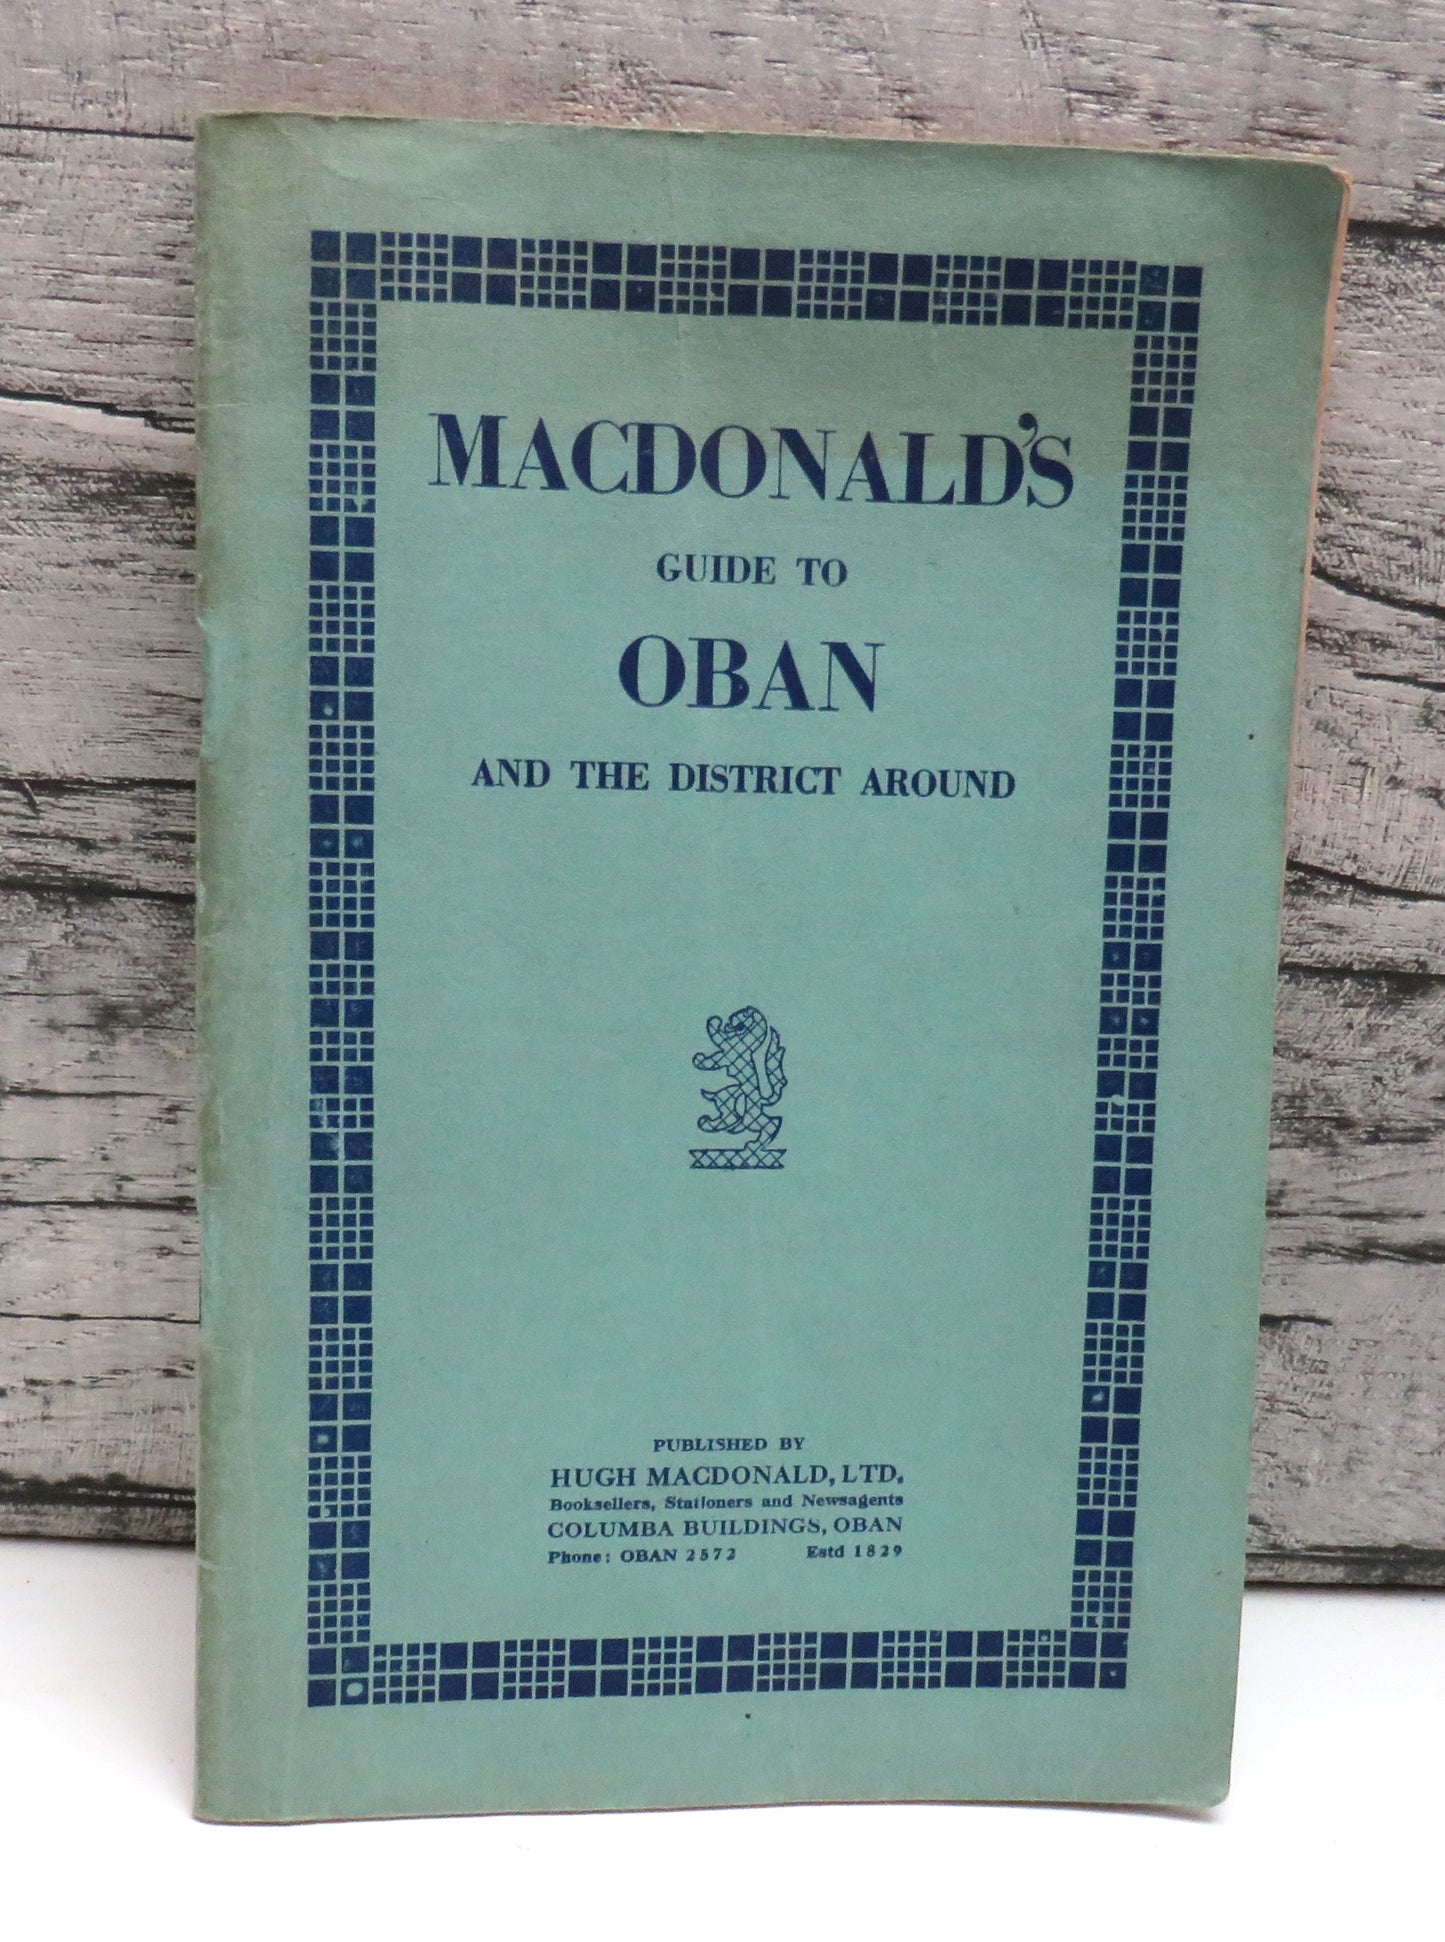 MACDONALD'S
GUIDE TO
OBAN
AND THE DISTRICT AROUND
PUBLISHED BY
HUGH MACDONALD, LTD.
Booksellers, Stationers and Newsagents
COLUMBA BUILDINGS, OBAN
Phone: OBAN 2572 Estd 1829